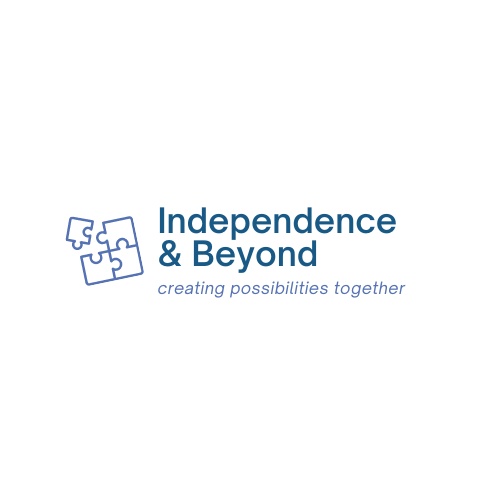 Independence
& Beyond
creating possibilities together